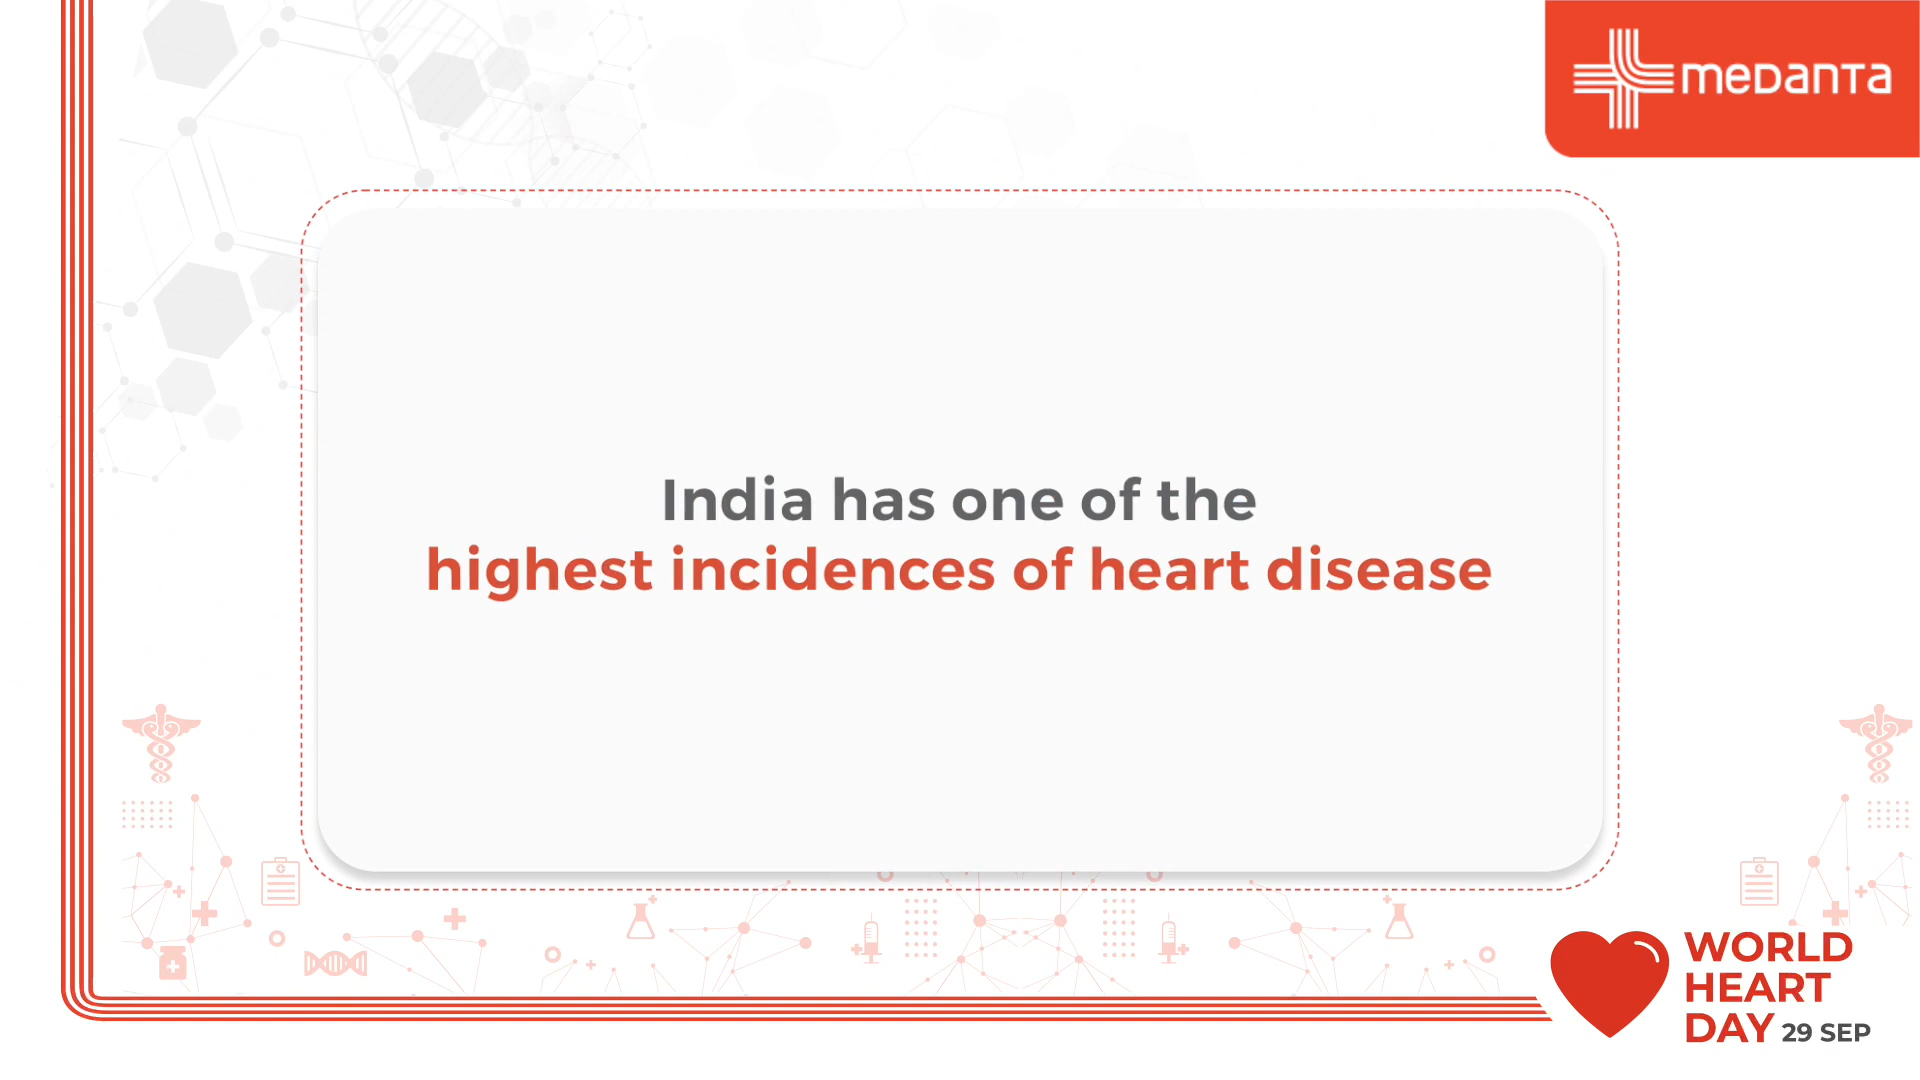 meDanTa
India has one of the
highest incidences of heart disease
WORLD
HEART
DAY 29 SEP